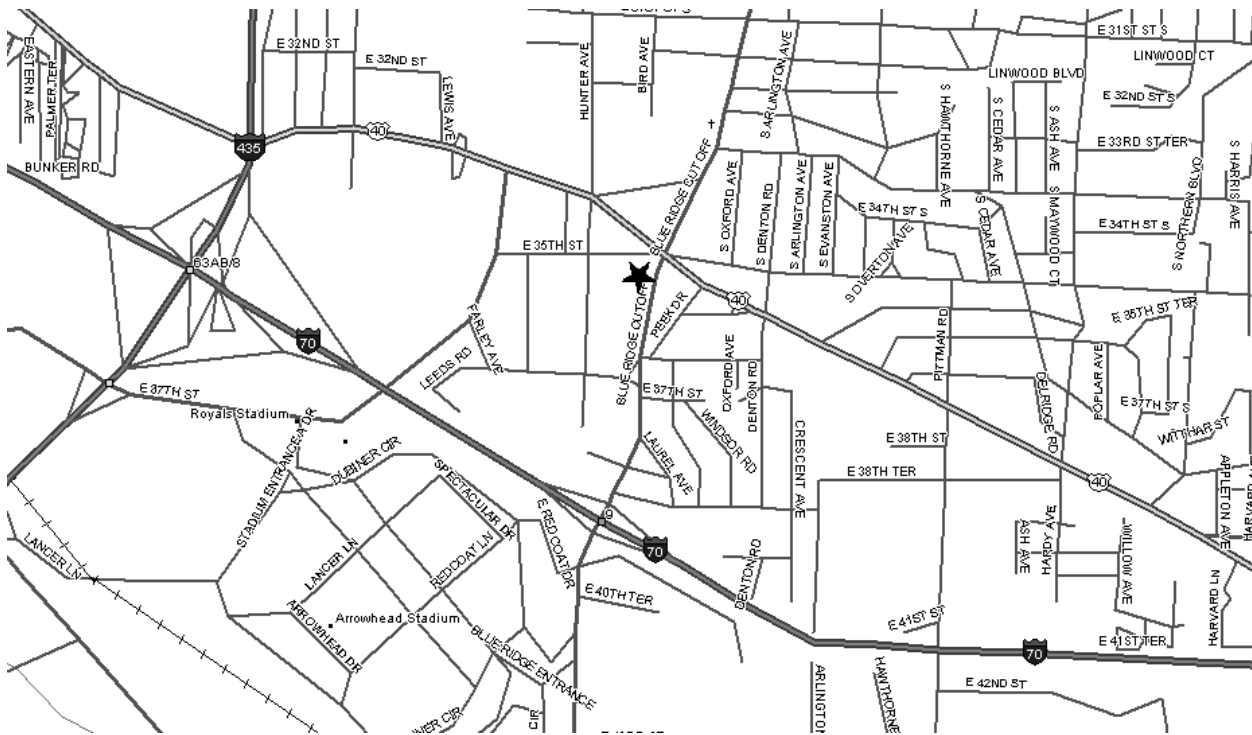 E 31ST ST S
E 32ND ST
E 32ND ST
LINWOOD CT
LINWOOD BLVD
EASTERN AVE
PALMER TER
LEWIS AVE
HUNTER AVE
BIRD AVE
S ARLINGTON AVE
S HAWTHORNE AVE
S CEDAR AVE
S ASH AVE
E 32ND ST S
40
435
BUNKER RD
E 33RD ST TER
S HARRIS AVE
BLUE RIDGE CUTOFF
S OXFORD AVE
S DENTON RD
S ARLINGTON AVE
S EVANSTON AVE
E 34TH ST S
S OVERTON AVE
S CEDAR AVE
S MAYWOOD CT
E 34TH ST S
S NORTHERN BLVD
E 35TH ST
63AB/8
BLUE RIDGE CUTOFF
PEEK DR
40
E 35TH ST TER
70
FARLEY AVE
LEEDS RD
PITTMAN RD
E 37TH ST
E 37TH ST
OXFORD AVE
DENTON RD
DELRIDGE RD
POPLAR AVE
E 37TH ST S
Royals Stadium
WINDSOR RD
CRESCENT AVE
E 38TH ST
WITTHAR ST
STADIUM ENTRANCEA DR
DUBINER CIR
LAUREL AVE
E 38TH TER
40
APPLETON AVE
HARVARD
SPECTACULAR DR
E RED COAT DR
9
70
LANCER LN
LANCER LN
REDCOAT LN
DENTON RD
ASH AVE
HARDY AVE
WILLOW AVE
HARVARD LN
E 40TH TER
ARROWHEAD DR
Arrowhead Stadium
BLUE RIDGE ENTRANCE
E 41ST ST
E 41ST TER
70
ARLINGTON
HAWTHORNE
E 42ND ST
NER CIR
CIR